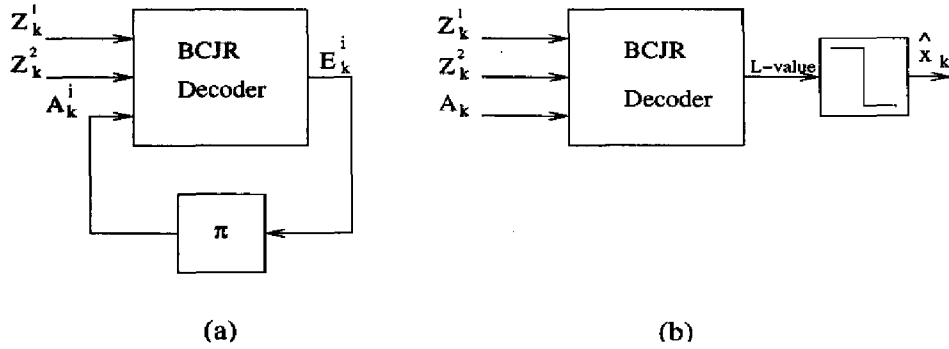 Z_k^1
Z_k^2
A_k^i
BCJR
Decoder
E_k^i
π
(a)
Z_k^1
Z_k^2
A_k
BCJR
Decoder
L-value
x̂_k
(b)